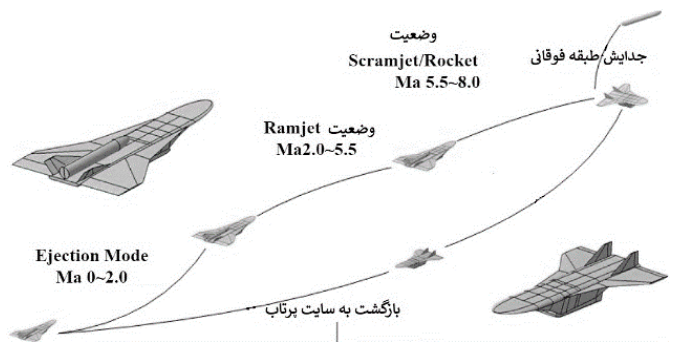 وضعیت
Scramjet/Rocket
Ma 5.5~8.0
جدایش طبقه فوقانی
وضعیت Ramjet
Ma2.0~5.5
Ejection Mode
Ma 0~2.0
بازگشت به سایت پرتاب